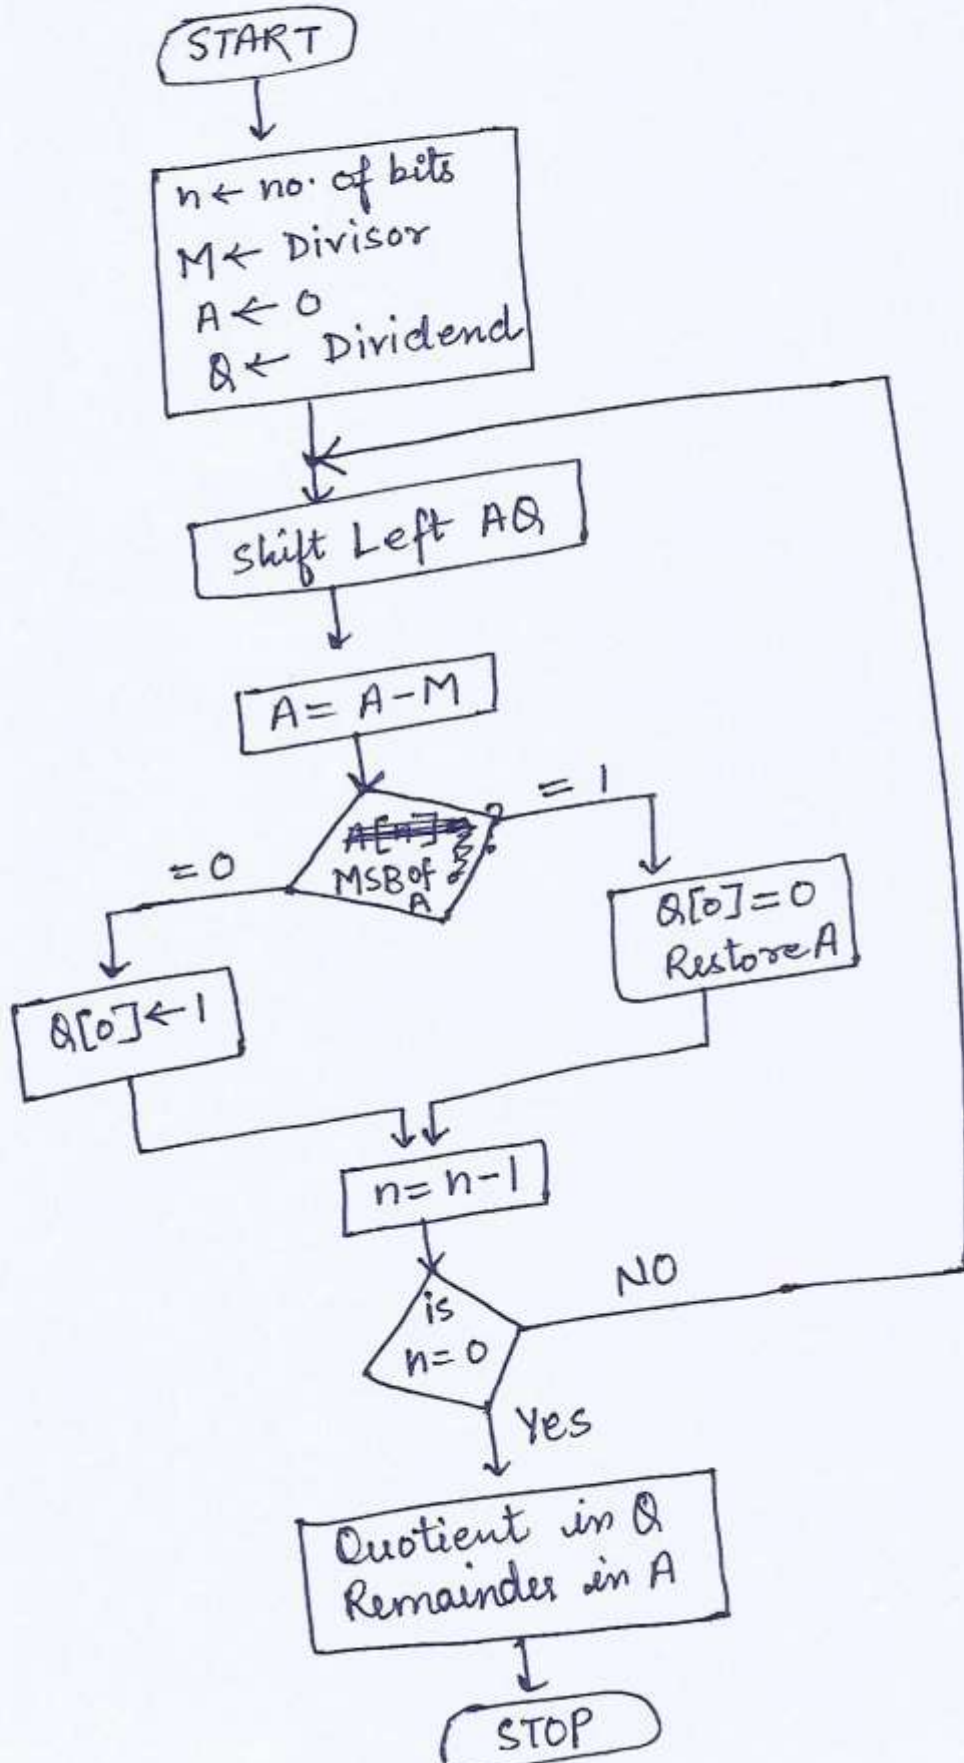 START
n ← no. of bits
M ← Divisor
A ← 0
Q ← Dividend
Shift Left AQ
A = A - M
= 1
A[n]
?
= 0
MSB of
A
Q[0] = 0
Restore A
Q[0] ← 1
n = n - 1
NO
is
n = 0
Yes
Quotient in Q
Remainder in A
STOP